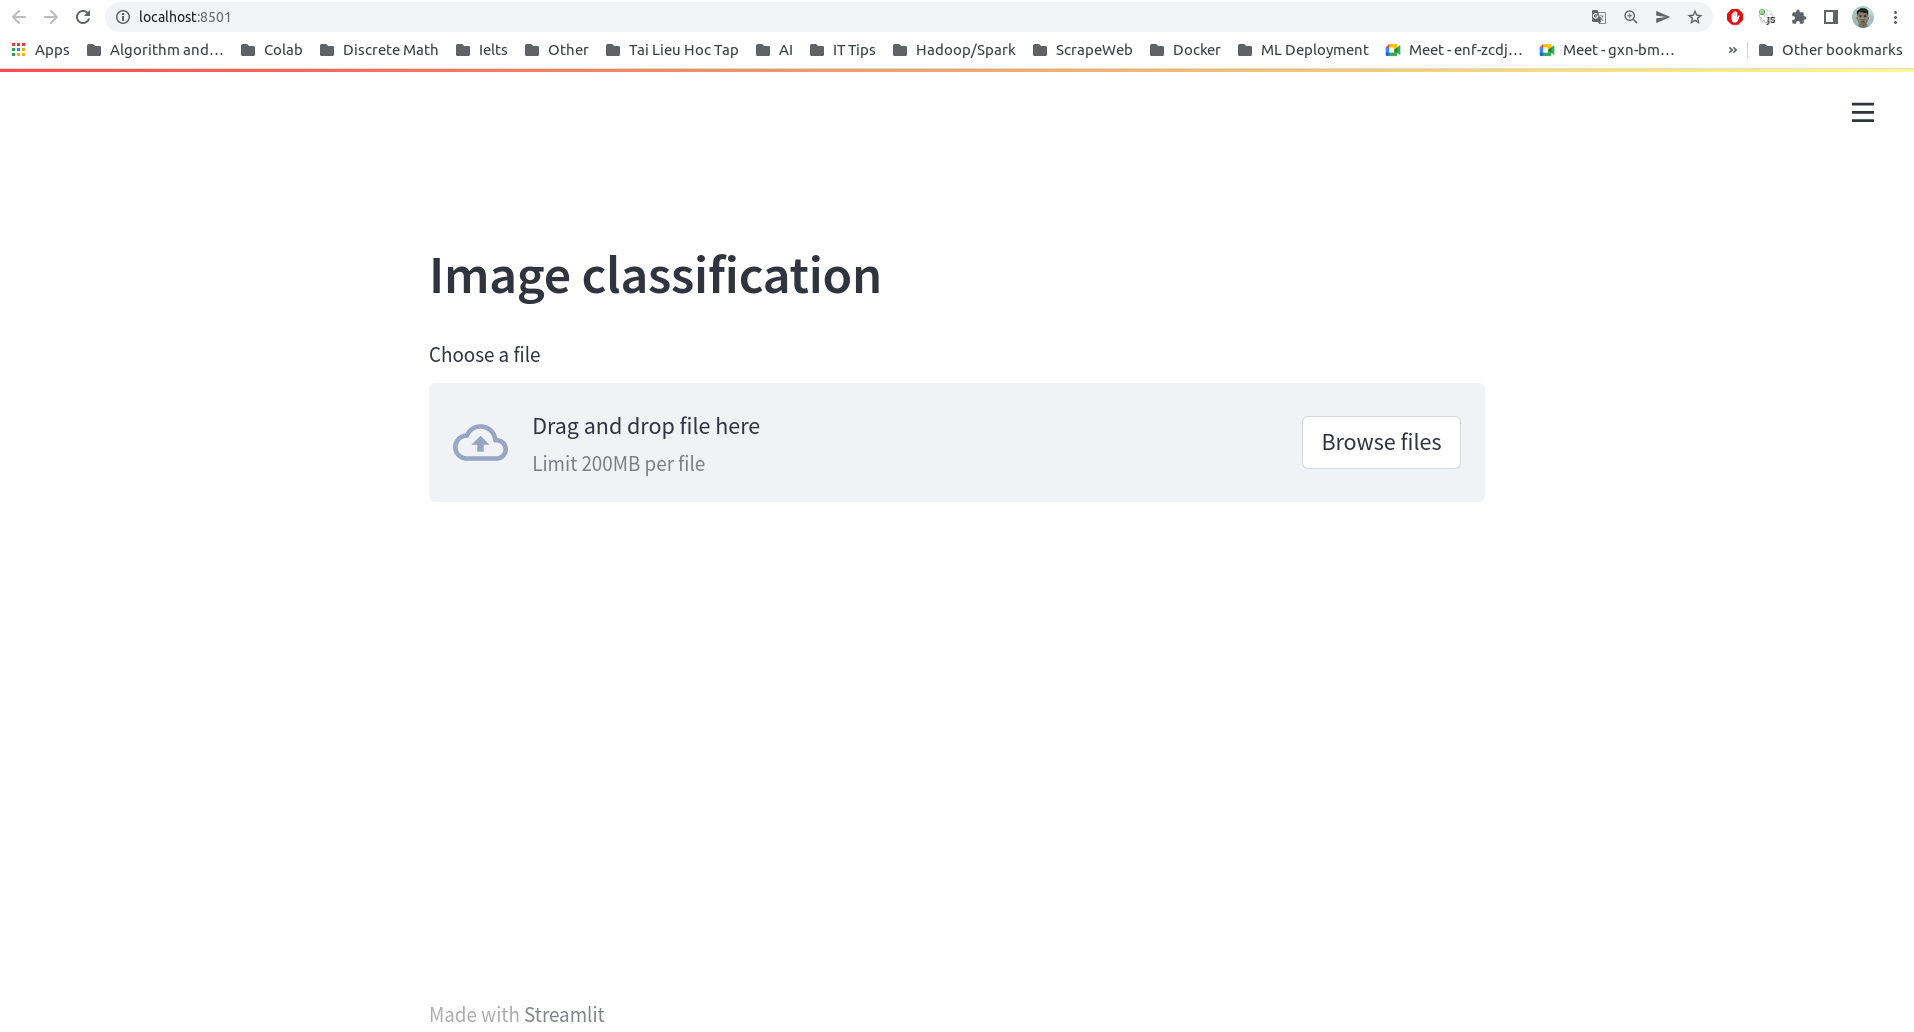 localhost:8501
Apps Algorithm and... Colab Discrete Math Ielts Other Tai Lieu Hoc Tap AI IT Tips Hadoop/Spark ScrapeWeb Docker ML Deployment Meet - enf-zcdj... Meet - gxn-bm... » Other bookmarks
Image classification
Choose a file
Drag and drop file here
Limit 200MB per file
Browse files
Made with Streamlit